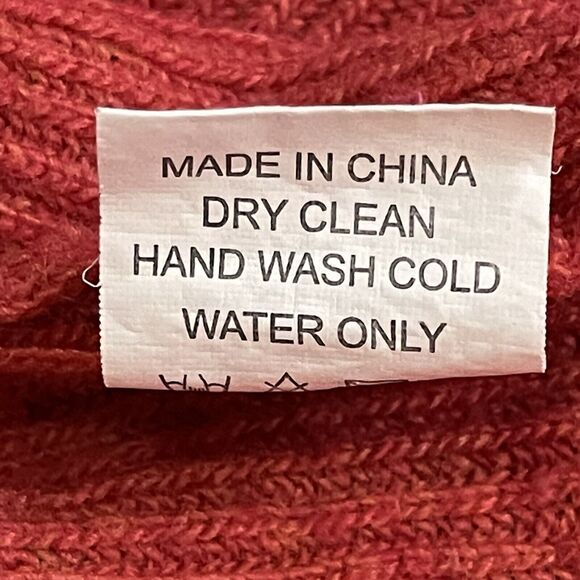 MADE IN CHINA
DRY CLEAN
HAND WASH COLD
WATER ONLY